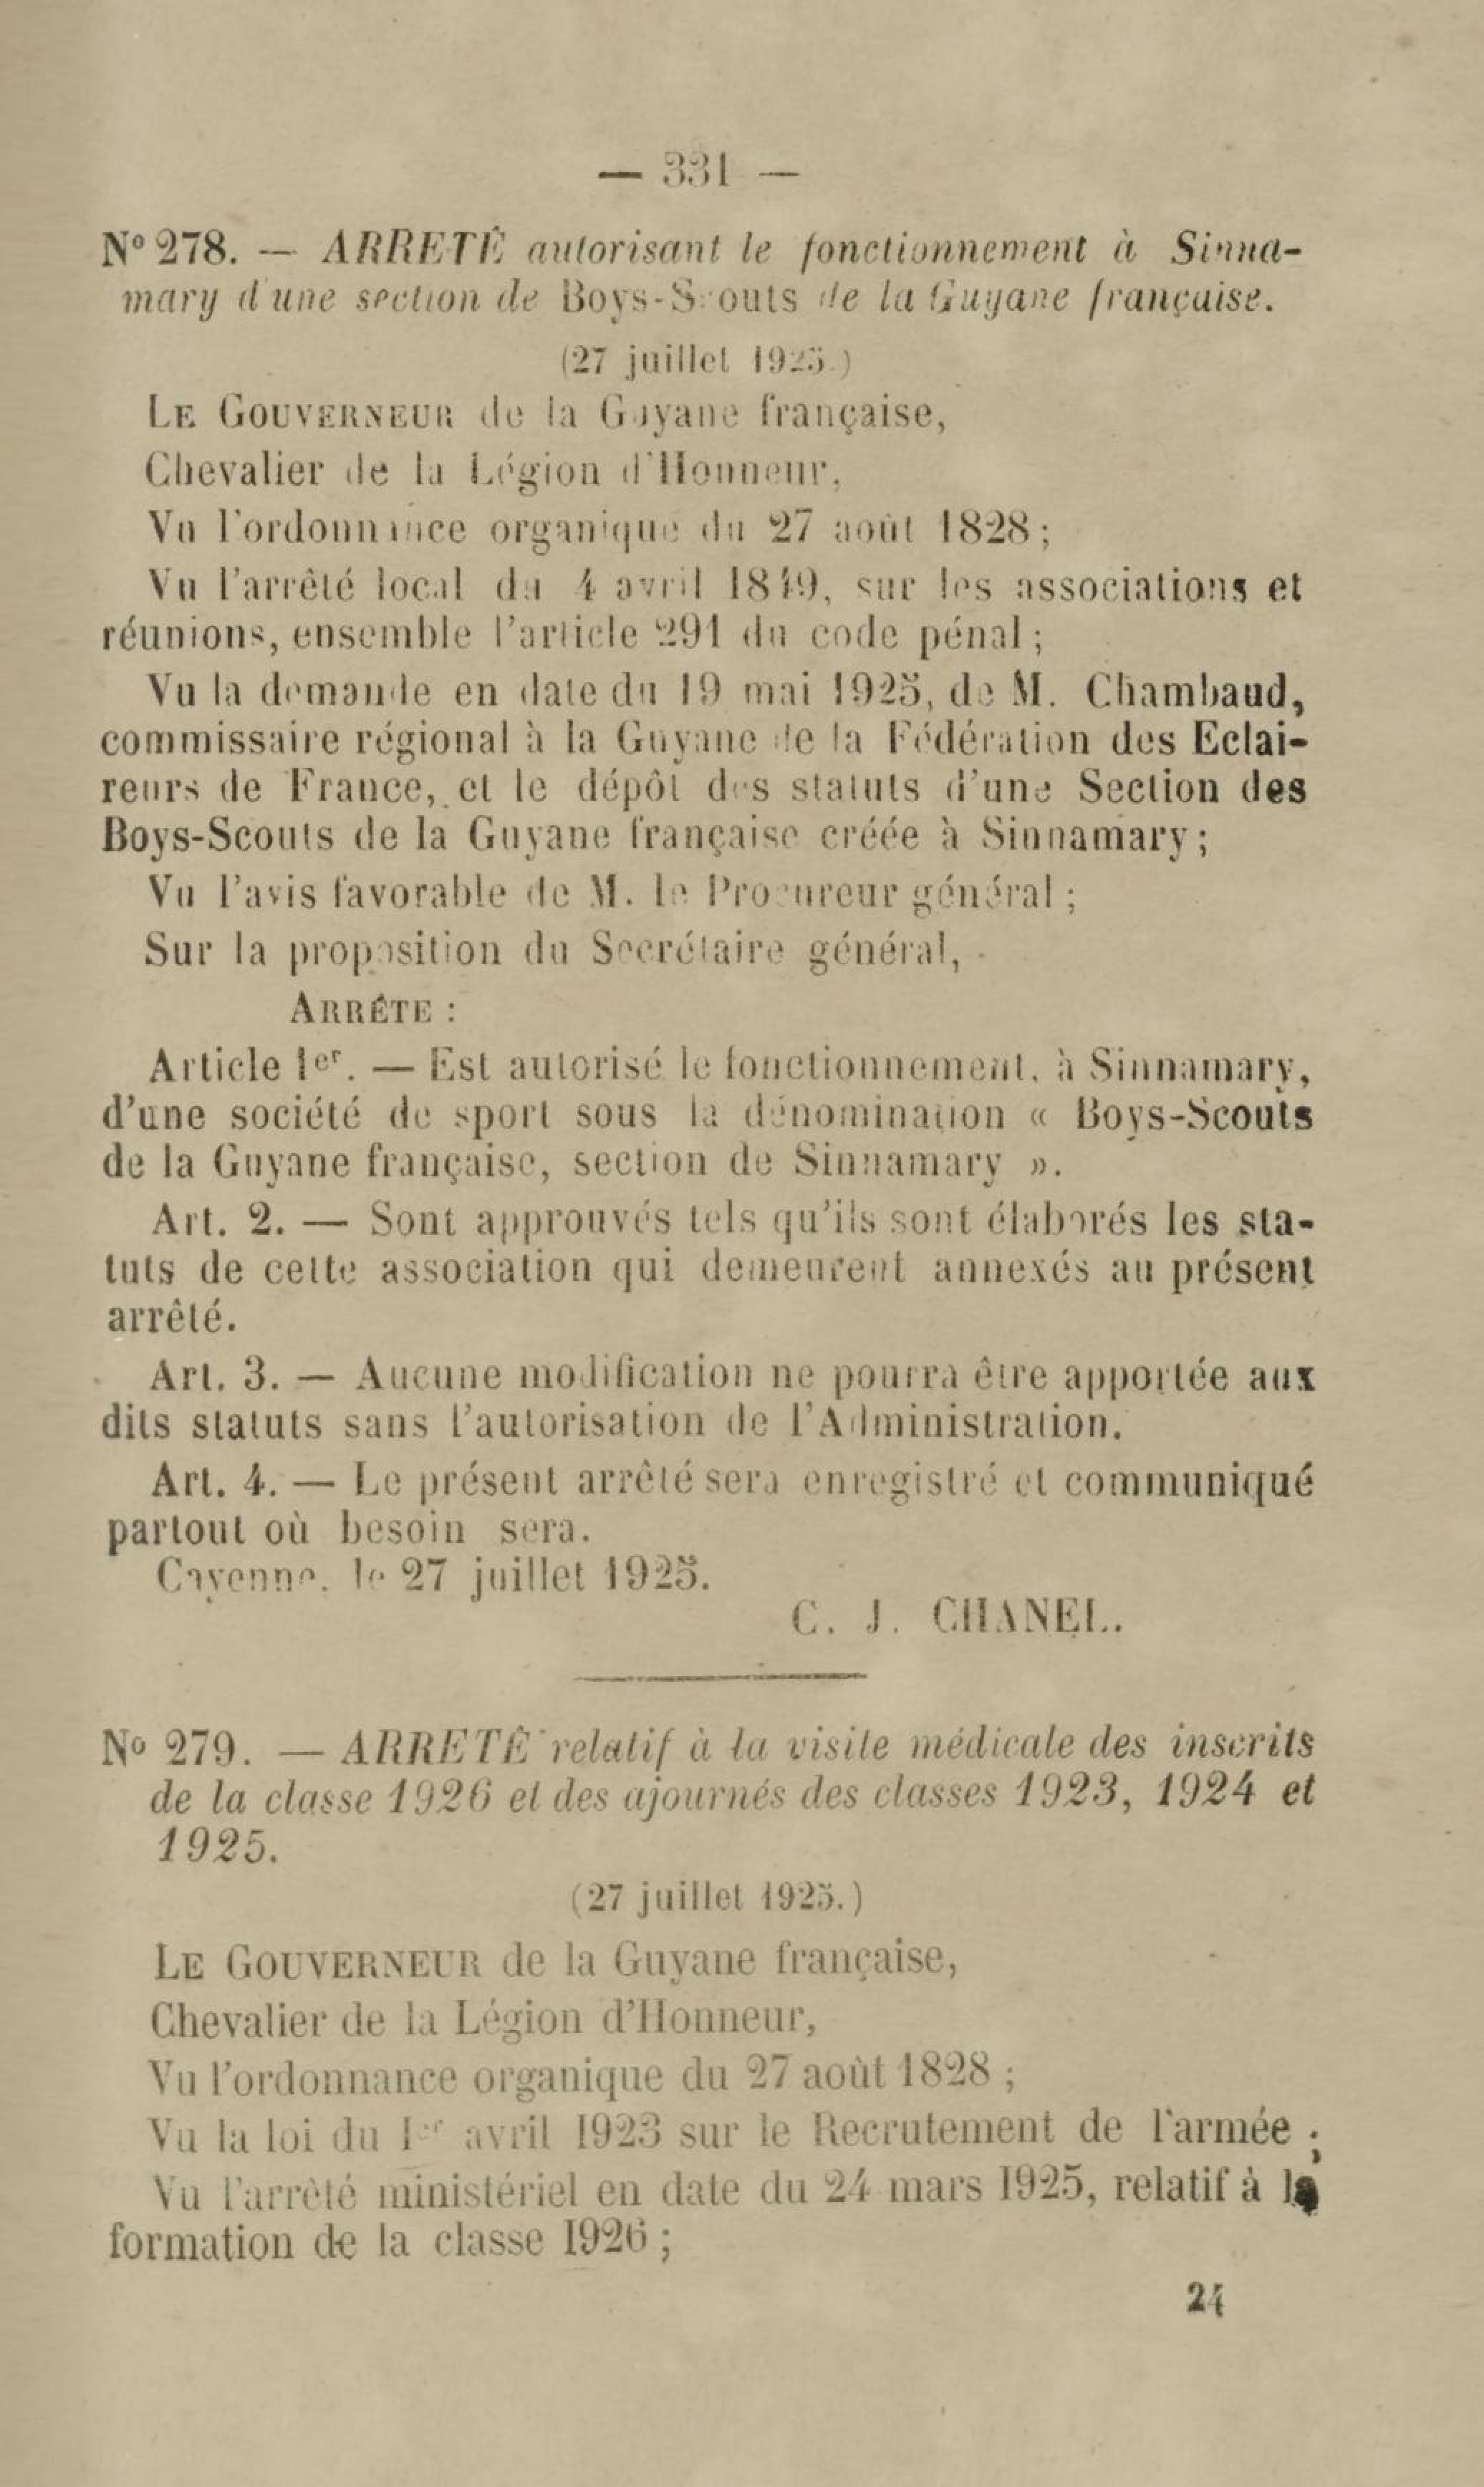 — 331 —
Nº 278. — ARRETÉ autorisant le fonctionnement à Sinna-
mary d'une section de Boys-Scouts de la Guyane française.
(27 juillet 1925.)
LE GOUVERNEUR de la Guyane française,
Chevalier de la Légion d'Honneur,
Vu l'ordonnance organique du 27 août 1828;
Vu l'arrêté local du 4 avril 1849, sur les associations et
réunions, ensemble l'article 291 du code pénal;
Vu la demande en date du 19 mai 1925, de M. Chambaud,
commissaire régional à la Guyane de la Fédération des Eclai-
reurs de France, et le dépôt des statuts d'une Section des
Boys-Scouts de la Guyane française créée à Sinnamary;
Vu l'avis favorable de M. le Procureur général;
Sur la proposition du Secrétaire général,
ARRÊTE :
Article 1er. — Est autorisé le fonctionnement, à Sinnamary,
d'une société de sport sous la dénomination « Boys-Scouts
de la Guyane française, section de Sinnamary ».
Art. 2. — Sont approuvés tels qu'ils sont élaborés les sta-
tuts de cette association qui demeurent annexés au présent
arrêté.
Art. 3. — Aucune modification ne pourra être apportée aux
dits statuts sans l'autorisation de l'Administration.
Art. 4. — Le présent arrêté sera enregistré et communiqué
partout où besoin sera.
Cayenne, le 27 juillet 1925.
C. J. CHANEL.
Nº 279. — ARRETÉ relatif à la visite médicale des inscrits
de la classe 1926 et des ajournés des classes 1923, 1924 et
1925.
(27 juillet 1925.)
LE GOUVERNEUR de la Guyane française,
Chevalier de la Légion d'Honneur,
Vu l'ordonnance organique du 27 août 1828 ;
Vu la loi du 1er avril 1923 sur le Recrutement de l'armée ;
Vu l'arrêté ministériel en date du 24 mars 1925, relatif à la
formation de la classe 1926 ;
24